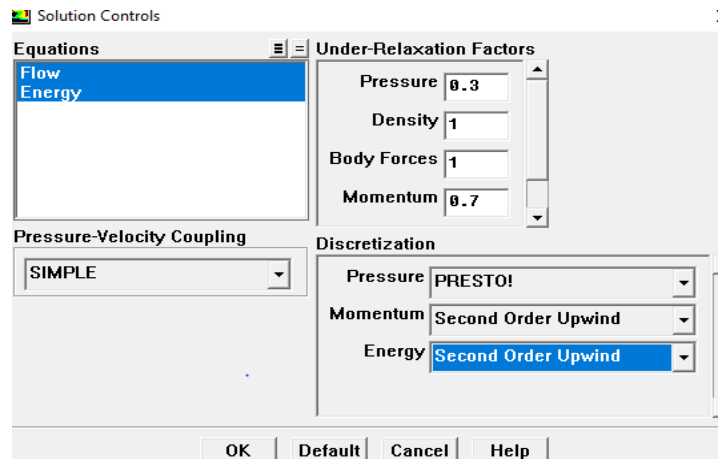 Solution Controls
Equations
Flow
Energy
Under-Relaxation Factors
Pressure 0.3
Density 1
Body Forces 1
Momentum 0.7
Pressure-Velocity Coupling
SIMPLE
Discretization
Pressure PRESTO!
Momentum Second Order Upwind
Energy Second Order Upwind
OK Default Cancel Help